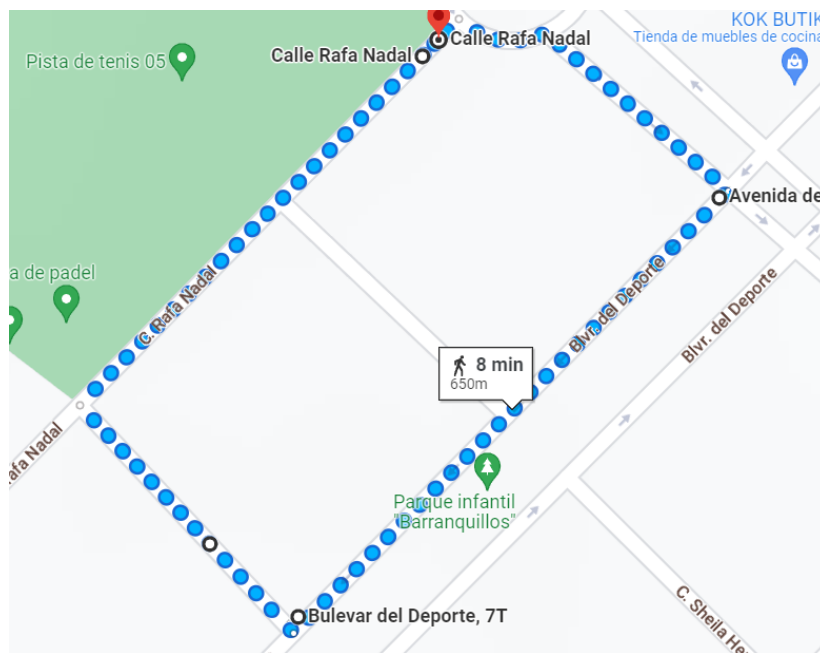 KOK BUTIK
Tienda de muebles de cocina
Calle Rafa Nadal
Calle Rafa Nadal
Pista de tenis 05
Avenida de
a de padel
C. Rafa Nadal
Blvr. del Deporte
Blvr. del Deporte
8 min
650m
afa Nadal
Parque infantil
"Barranquillos"
Bulevar del Deporte, 7T
C. Sheila He